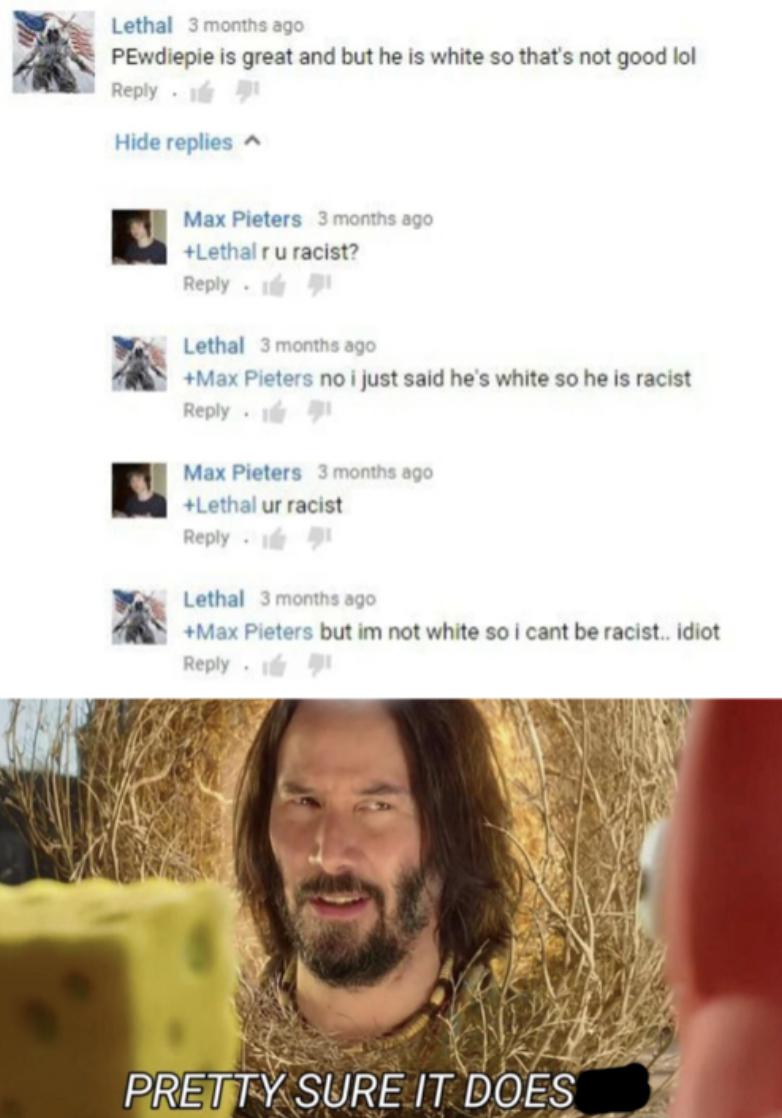 Lethal 3 months ago
PEwdiepie is great and but he is white so that's not good lol
Reply .
Hide replies
Max Pieters 3 months ago
+Lethal r u racist?
Reply .
Lethal 3 months ago
+Max Pieters no i just said he's white so he is racist
Reply .
Max Pieters 3 months ago
+Lethal ur racist
Reply .
Lethal 3 months ago
+Max Pieters but im not white so i cant be racist.. idiot
Reply .
PRETTY SURE IT DOES